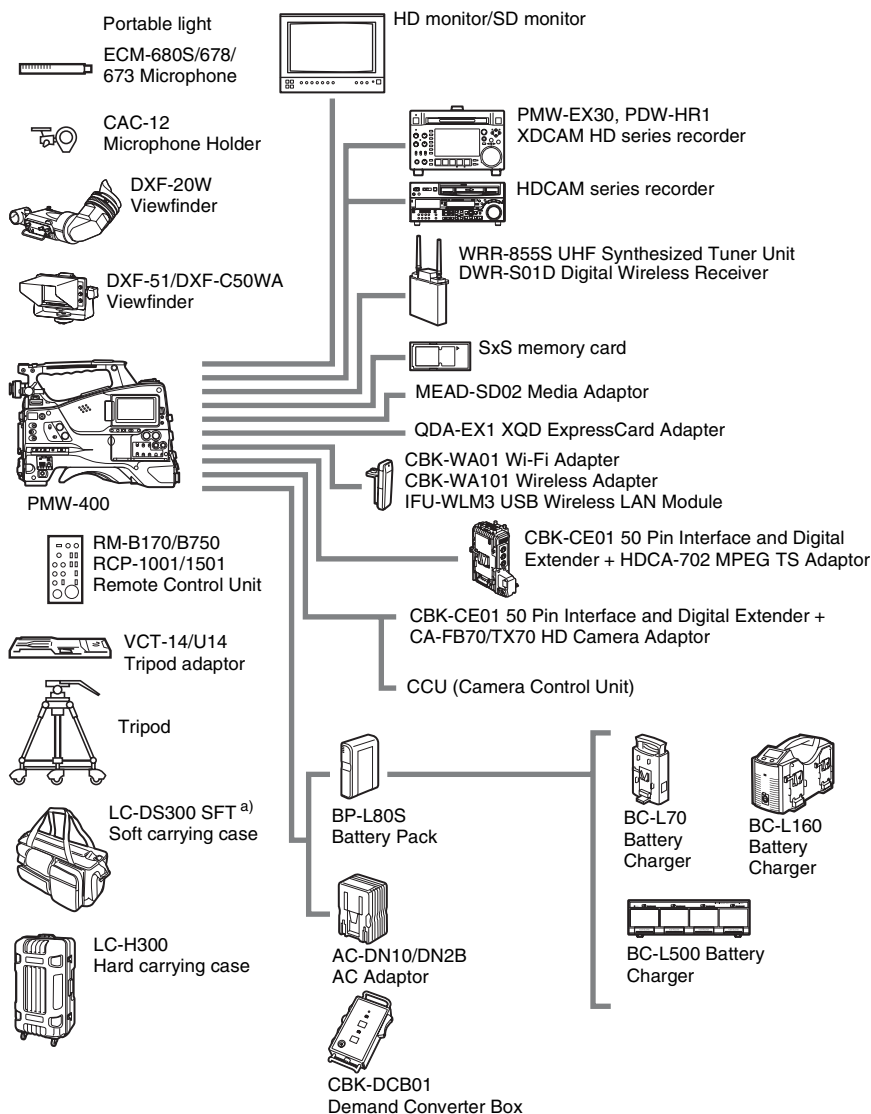 Portable light
ECM-680S/678/
673 Microphone
CAC-12
Microphone Holder
DXF-20W
Viewfinder
DXF-51/DXF-C50WA
Viewfinder
PMW-400
RM-B170/B750
RCP-1001/1501
Remote Control Unit
VCT-14/U14
Tripod adaptor
Tripod
LC-DS300 SFT a)
Soft carrying case
LC-H300
Hard carrying case
HD monitor/SD monitor
PMW-EX30, PDW-HR1
XDCAM HD series recorder
HDCAM series recorder
WRR-855S UHF Synthesized Tuner Unit
DWR-S01D Digital Wireless Receiver
SxS memory card
MEAD-SD02 Media Adaptor
QDA-EX1 XQD ExpressCard Adapter
CBK-WA01 Wi-Fi Adapter
CBK-WA101 Wireless Adapter
IFU-WLM3 USB Wireless LAN Module
CBK-CE01 50 Pin Interface and Digital
Extender + HDCA-702 MPEG TS Adaptor
CBK-CE01 50 Pin Interface and Digital Extender +
CA-FB70/TX70 HD Camera Adaptor
CCU (Camera Control Unit)
BP-L80S
Battery Pack
AC-DN10/DN2B
AC Adaptor
CBK-DCB01
Demand Converter Box
BC-L70
Battery
Charger
BC-L160
Battery
Charger
BC-L500 Battery
Charger